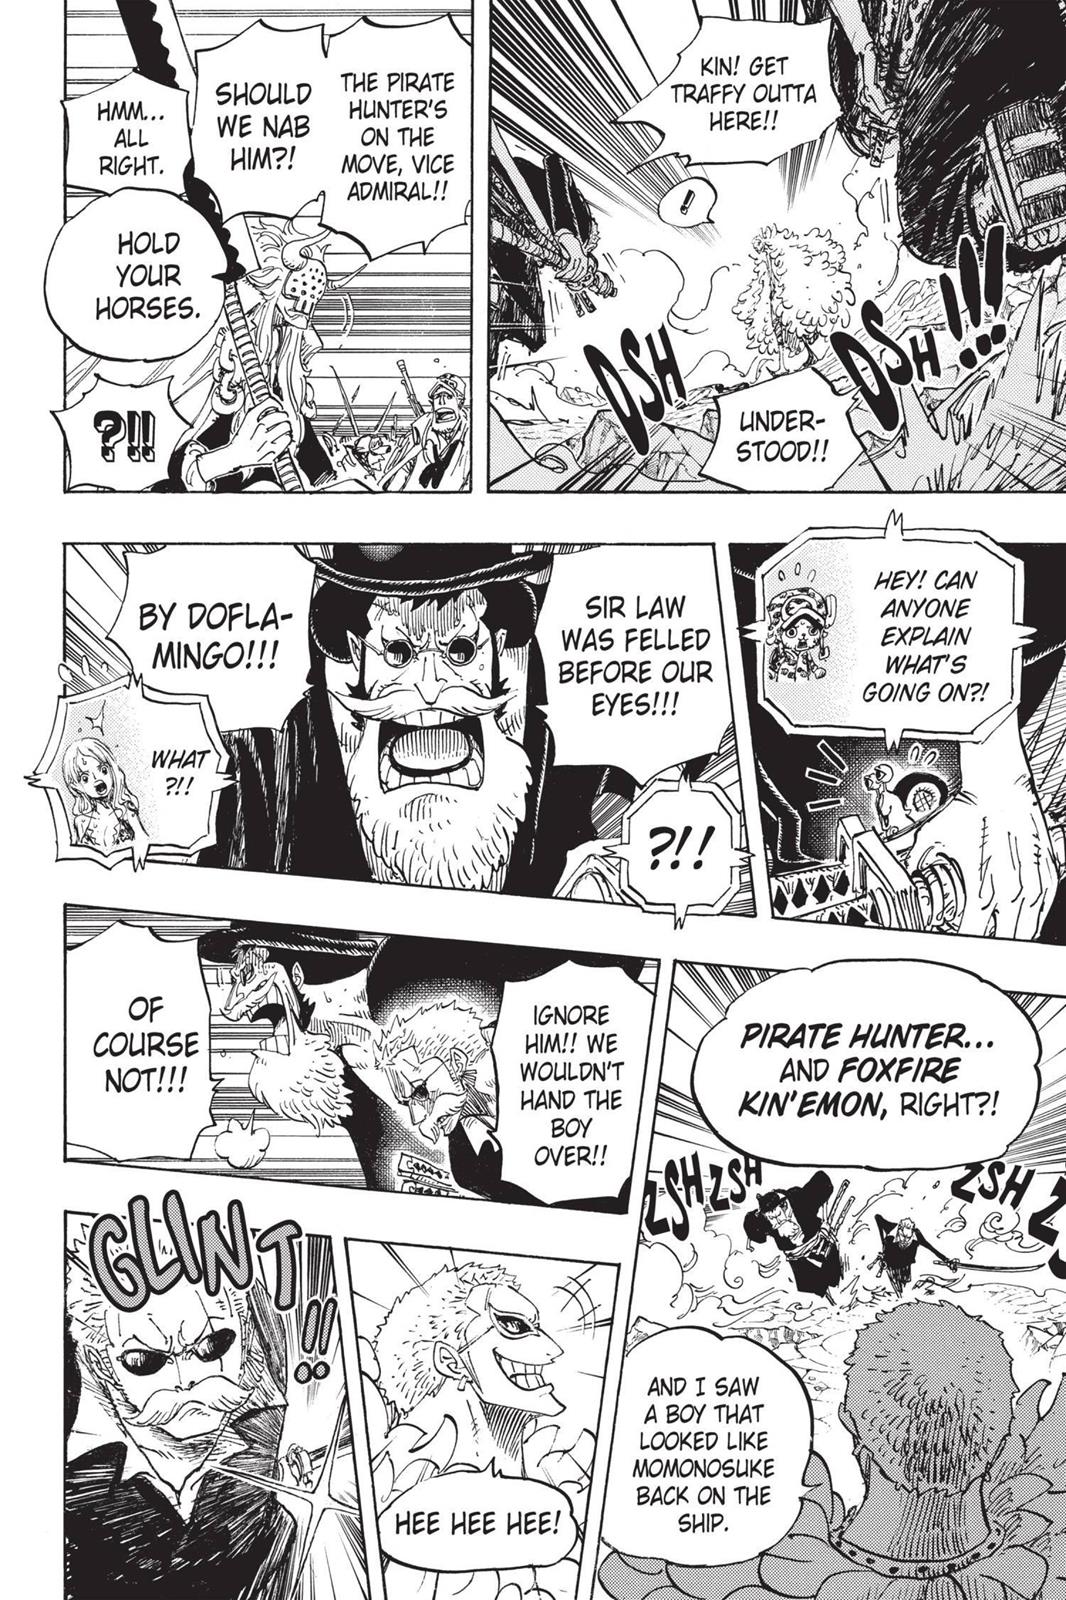 KIN! GET
TRAFFY OUTTA
HERE!!
!
DSH
DSH!!!
UNDER-
STOOD!!
THE PIRATE
HUNTER'S
ON THE
MOVE, VICE
ADMIRAL!!
SHOULD
WE NAB
HIM?!
HMM...
ALL
RIGHT.
HOLD
YOUR
HORSES.
?!!
HEY! CAN
ANYONE
EXPLAIN
WHAT'S
GOING ON?!
SIR LAW
WAS FELLED
BEFORE OUR
EYES!!!
?!!
BY DOFLA-
MINGO!!!
WHAT
?!!
PIRATE HUNTER...
AND FOXFIRE
KIN'EMON, RIGHT?!
ZSH ZSH
ZSH
AND I SAW
A BOY THAT
LOOKED LIKE
MOMONOSUKE
BACK ON THE
SHIP.
IGNORE
HIM!! WE
WOULDN'T
HAND THE
BOY
OVER!!
OF
COURSE
NOT!!!
HEE HEE HEE!
GLINT!!